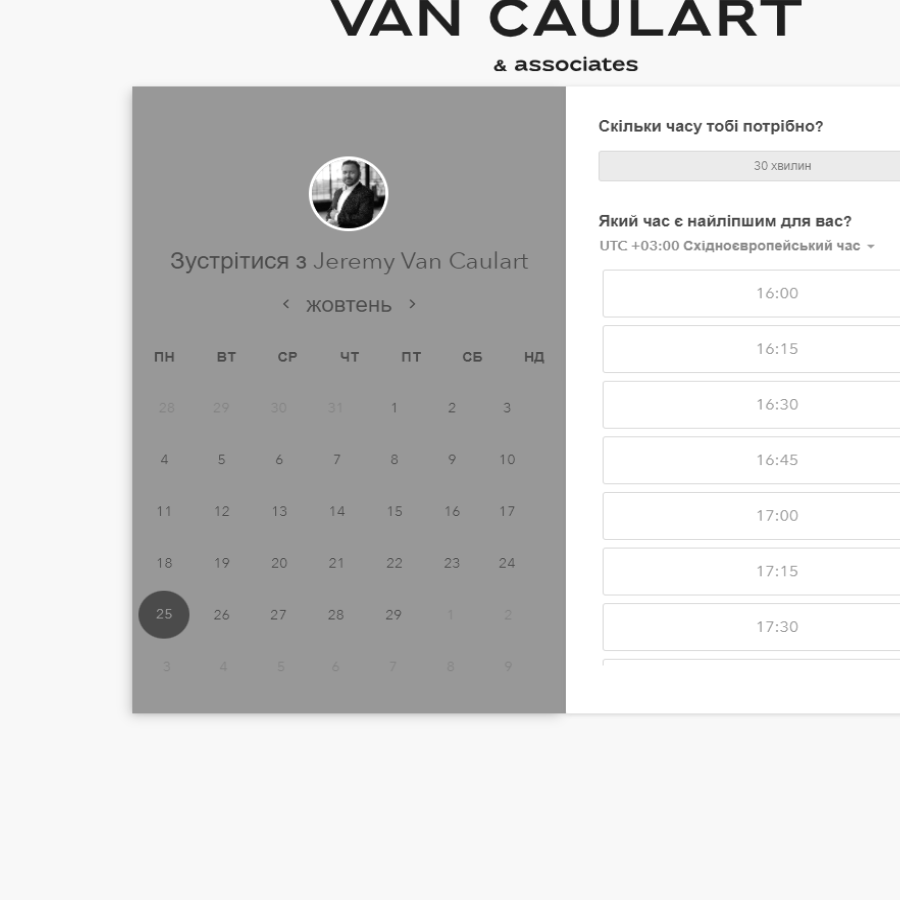 VAN CAULART
& associates
Зустрітися з Jeremy Van Caulart
жовтень
ПН ВТ СР ЧТ ПТ СБ НД
28 29 30 31 1 2 3
4 5 6 7 8 9 10
11 12 13 14 15 16 17
18 19 20 21 22 23 24
25 26 27 28 29 1 2
3 4 5 6 7 8 9
Скільки часу тобі потрібно?
30 хвилин
Який час є найліпшим для вас?
UTC +03:00 Східноєвропейський час
16:00
16:15
16:30
16:45
17:00
17:15
17:30